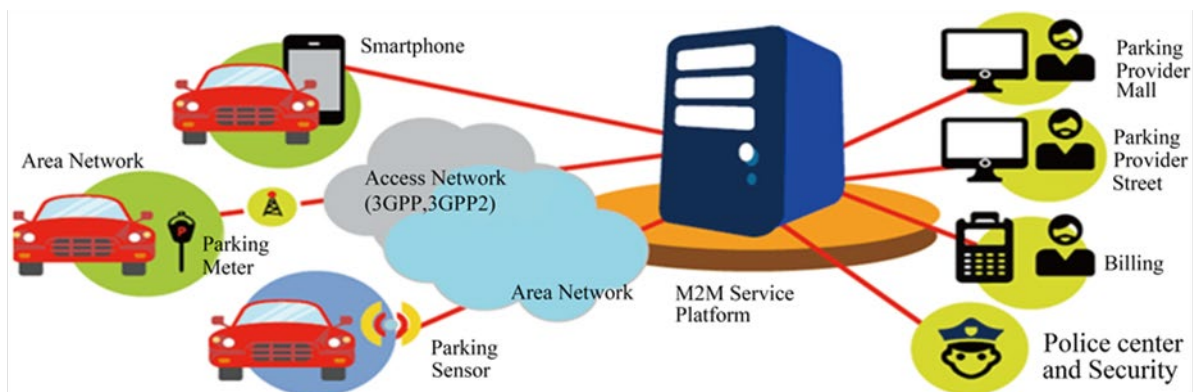 Smartphone
Area Network
Access Network
(3GPP,3GPP2)
P
Parking
Meter
Area Network
Parking
Sensor
M2M Service
Platform
Parking
Provider
Mall
Parking
Provider
Street
Billing
Police center
and Security